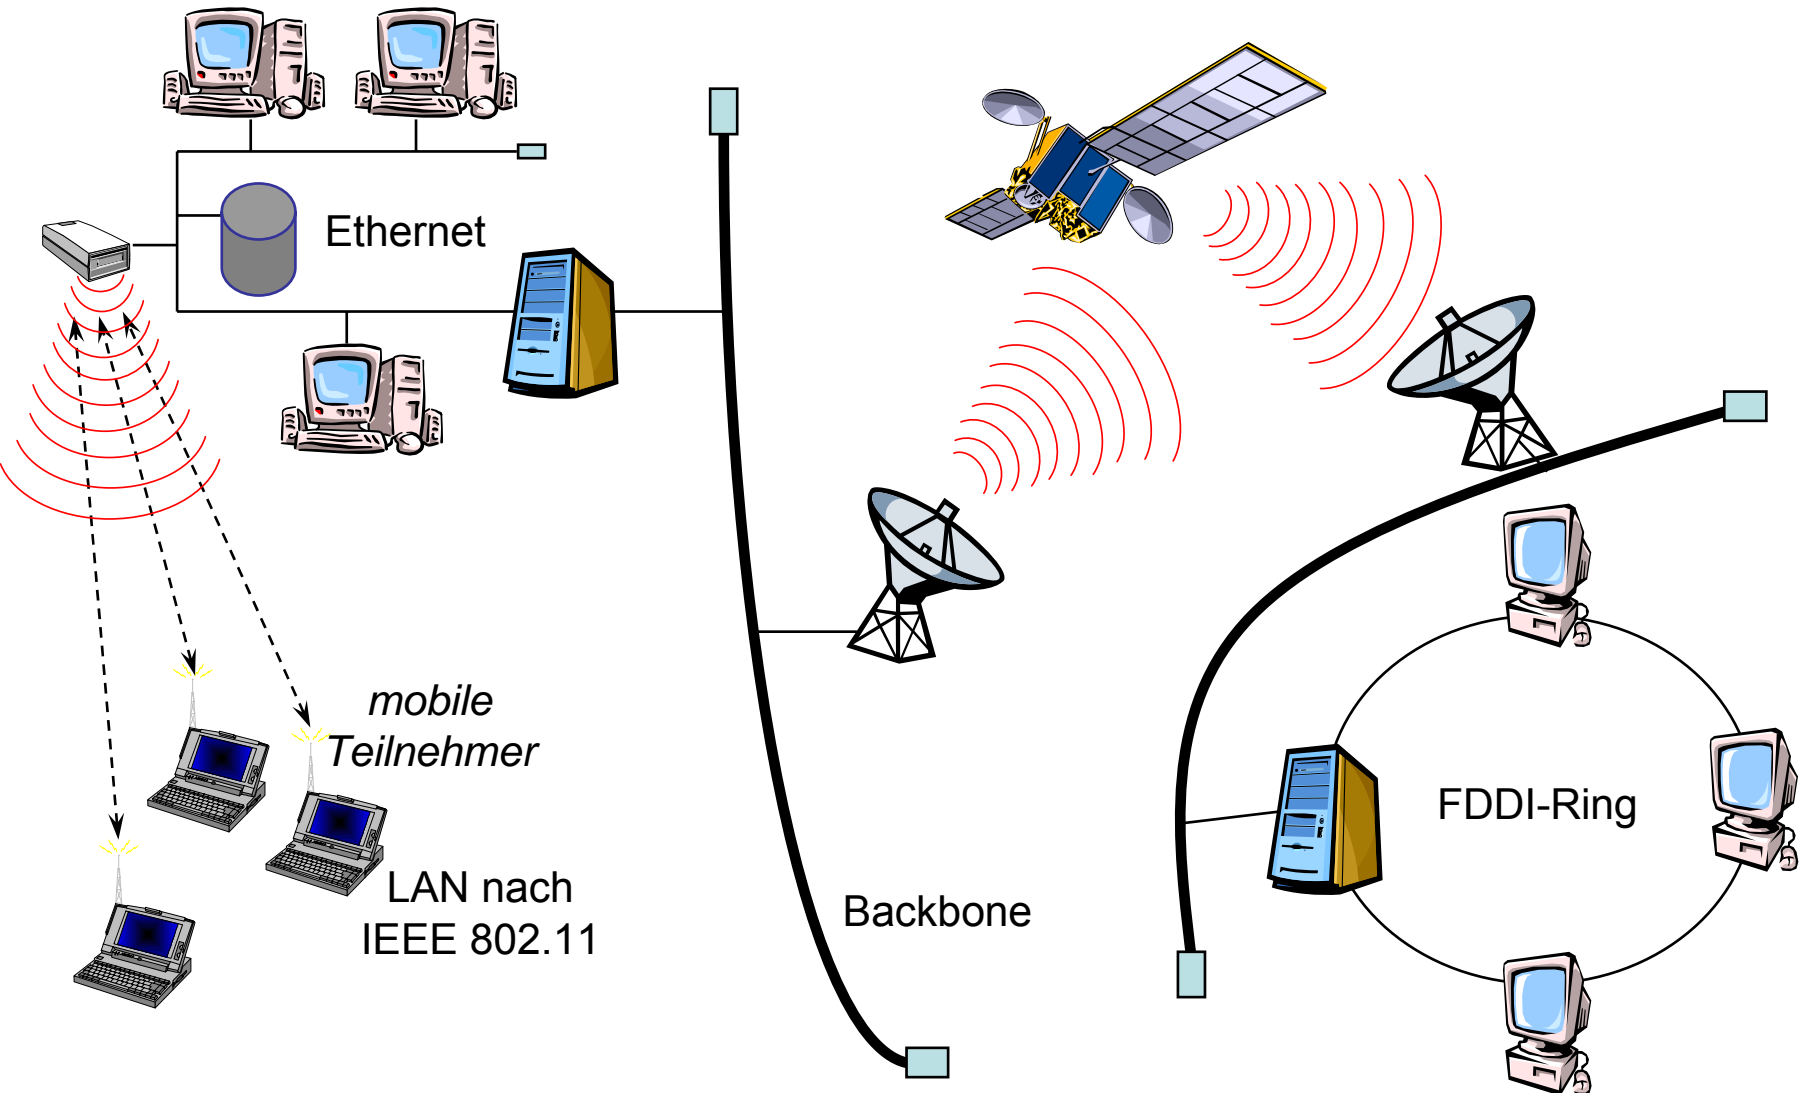 Ethernet
mobile
Teilnehmer
LAN nach
IEEE 802.11
Backbone
FDDI-Ring